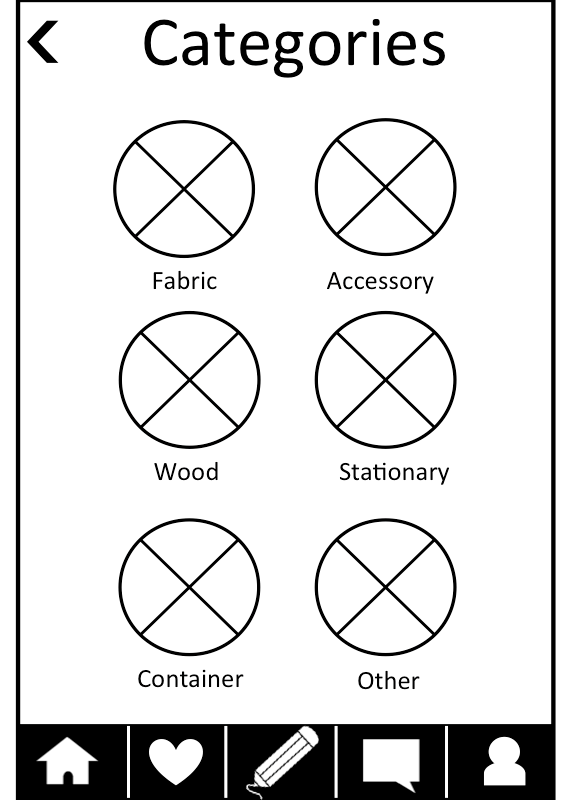 Categories
Fabric Accessory
Wood Stationary
Container Other